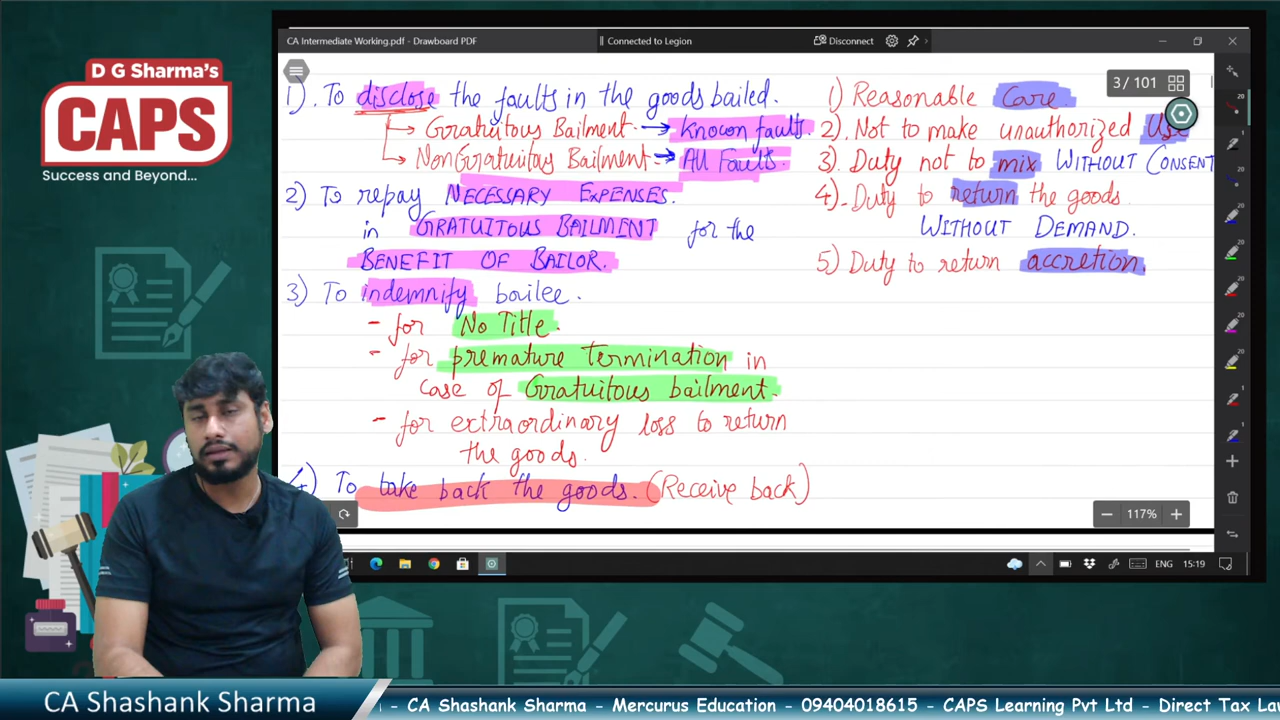 D G Sharma's
CAPS
Success and Beyond...
CA Intermediate Working.pdf - Drawboard PDF
Connected to Legion
Disconnect
3 / 101
1). To disclose the faults in the goods bailed.
Gratuitous Bailment → known faults.
Non Gratuitous Bailment → All Faults.
2) To repay NECESSARY EXPENSES.
in GRATUITOUS BAILMENT for the
BENEFIT OF BAILOR.
3) To indemnify bailee.
- for No Title.
- for premature termination in
case of Gratuitous bailment.
- for extraordinary loss to return
the goods.
4) To take back the goods. (Receive back)
1) Reasonable Care.
2). Not to make unauthorized Use
3). Duty not to mix WITHOUT CONSENT
4). Duty to return the goods
WITHOUT DEMAND.
5) Duty to return accretion.
117%
ENG 15:19
CA Shashank Sharma
- CA Shashank Sharma - Mercurus Education - 09404018615 - CAPS Learning Pvt Ltd - Direct Tax La